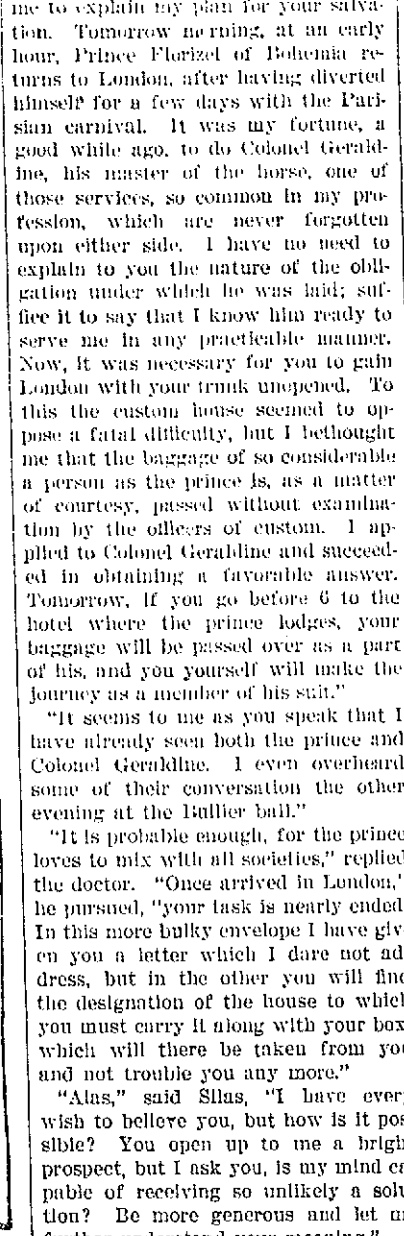 me to explain my plan for your salva-
tion. Tomorrow morning, at an early
hour, Prince Florizel of Bohemia re-
turns to London, after having diverted
himself for a few days with the Pari-
sian carnival. It was my fortune, a
good while ago, to do Colonel Gerald-
ine, his master of the horse, one of
those services, so common in my pro-
fession, which are never forgotten
upon either side. I have no need to
explain to you the nature of the obli-
gation under which he was laid; suf-
fice it to say that I know him ready to
serve me in any practicable manner.
Now, it was necessary for you to gain
London with your trunk unopened. To
this the custom house seemed to op-
pose a fatal difficulty, but I bethought
me that the baggage of so considerable
a person as the prince is, as a matter
of courtesy, passed without examina-
tion by the officers of custom. I ap-
plied to Colonel Geraldine and succeed-
ed in obtaining a favorable answer.
Tomorrow, if you go before 6 to the
hotel where the prince lodges, your
baggage will be passed over as a part
of his, and you yourself will make the
journey as a member of his suit."
"It seems to me as you speak that I
have already seen both the prince and
Colonel Geraldine. I even overheard
some of their conversation the other
evening at the Bullier ball."
"It is probable enough, for the prince
loves to mix with all societies," replied
the doctor. "Once arrived in London,"
he pursued, "your task is nearly ended
In this more bulky envelope I have giv
en you a letter which I dare not ad
dress, but in the other you will find
the designation of the house to which
you must carry it along with your box
which will there be taken from you
and not trouble you any more."
"Alas," said Silas, "I have every
wish to believe you, but how is it pos
sible? You open up to me a brigh
prospect, but I ask you, is my mind ca
pable of receiving so unlikely a solu
tion? Be more generous and let m
further understand your meaning."